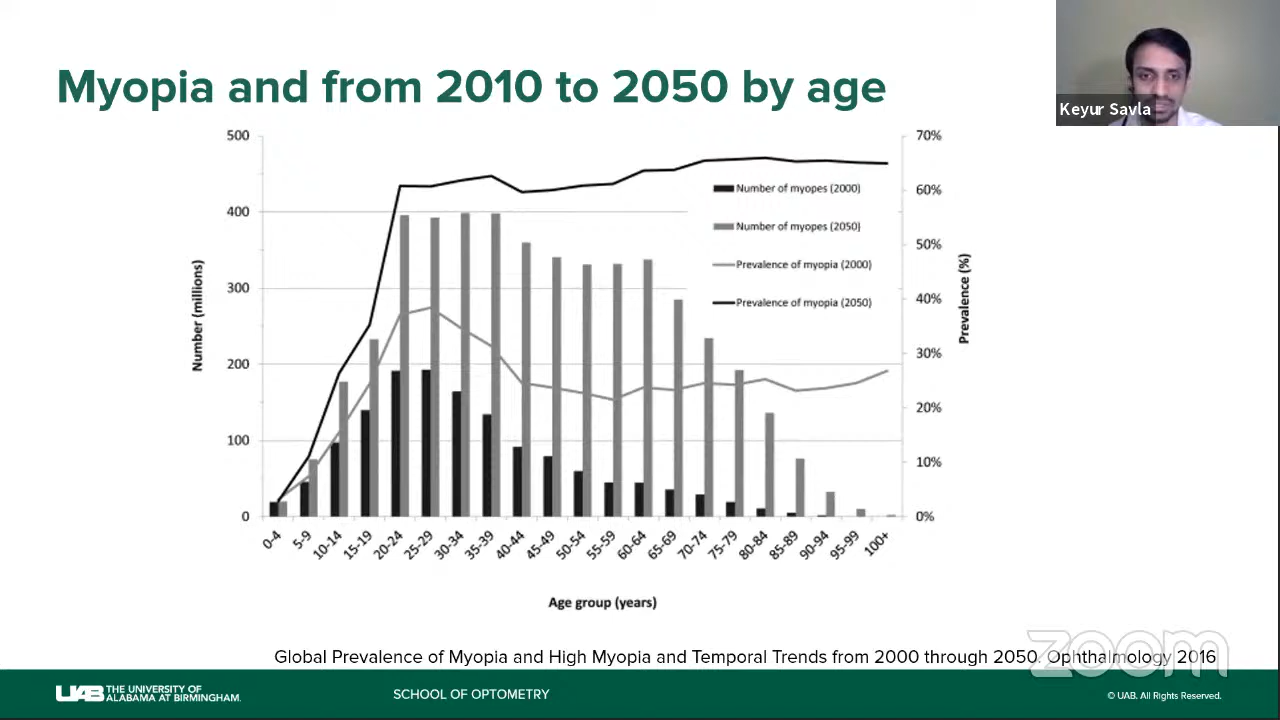 Myopia and from 2010 to 2050 by age
Keyur Savla
500
400
300
200
100
0
Number (millions)
70%
60%
50%
40%
30%
20%
10%
0%
Prevalence (%)
Number of myopes (2000)
Number of myopes (2050)
Prevalence of myopia (2000)
Prevalence of myopia (2050)
0-4
5-9
10-14
15-19
20-24
25-29
30-34
35-39
40-44
45-49
50-54
55-59
60-64
65-69
70-74
75-79
80-84
85-89
90-94
95-99
100+
Age group (years)
zoom
Global Prevalence of Myopia and High Myopia and Temporal Trends from 2000 through 2050. Ophthalmology 2016
UAB THE UNIVERSITY OF
ALABAMA AT BIRMINGHAM.
SCHOOL OF OPTOMETRY
© UAB. All Rights Reserved.